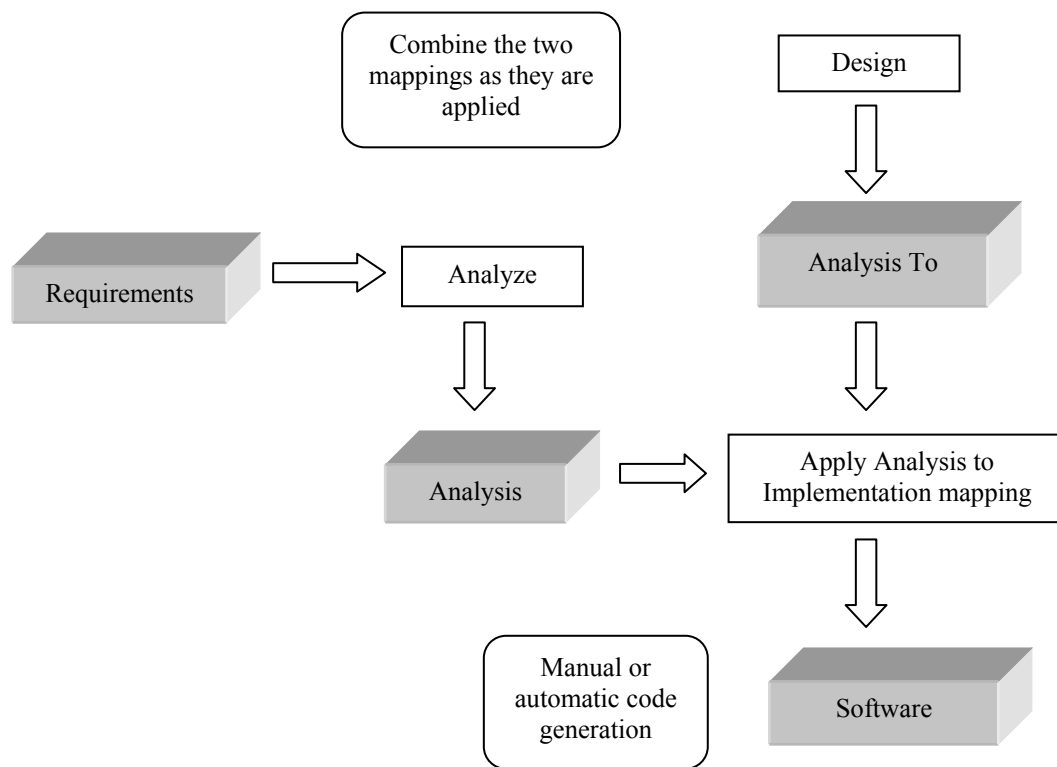 Combine the two
mappings as they are
applied
Design
Requirements
Analyze
Analysis To
Analysis
Apply Analysis to
Implementation mapping
Manual or
automatic code
generation
Software